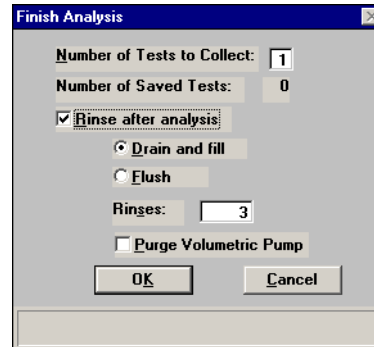 Finish Analysis
Number of Tests to Collect: 1
Number of Saved Tests: 0
Rinse after analysis
Drain and fill
Flush
Rinses: 3
Purge Volumetric Pump
OK Cancel